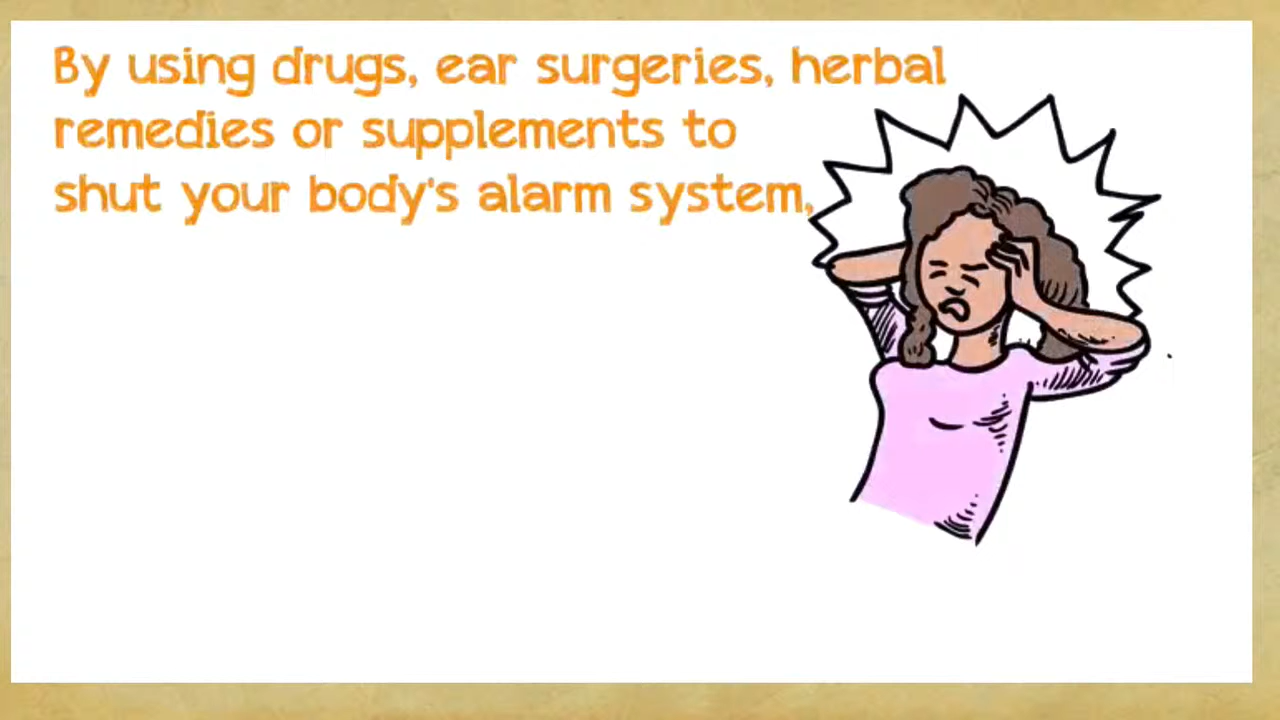 By using drugs, ear surgeries, herbal
remedies or supplements to
shut your body's alarm system,